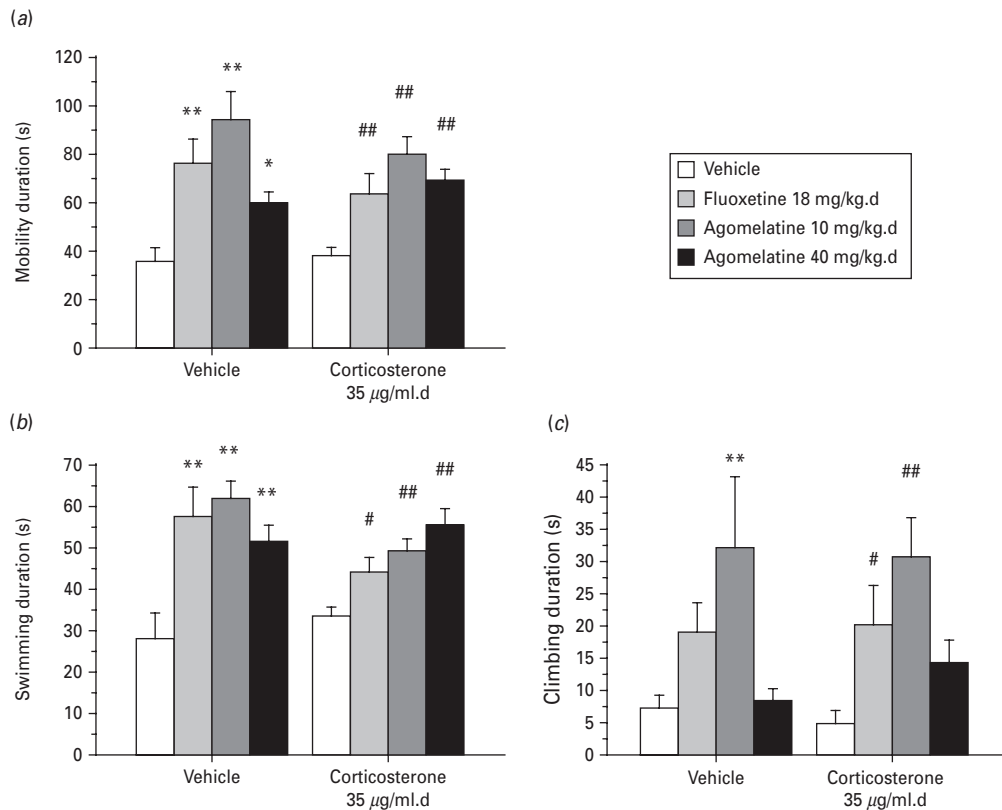 (a)
120
100
80
60
40
20
0
Mobility duration (s)
**
**
*
##
##
##
Vehicle
Corticosterone
35 μg/ml.d
Vehicle
Fluoxetine 18 mg/kg.d
Agomelatine 10 mg/kg.d
Agomelatine 40 mg/kg.d
(b)
70
60
50
40
30
20
10
0
Swimming duration (s)
**
**
**
#
##
##
Vehicle
Corticosterone
35 μg/ml.d
(c)
45
40
35
30
25
20
15
10
5
0
Climbing duration (s)
**
#
##
Vehicle
Corticosterone
35 μg/ml.d